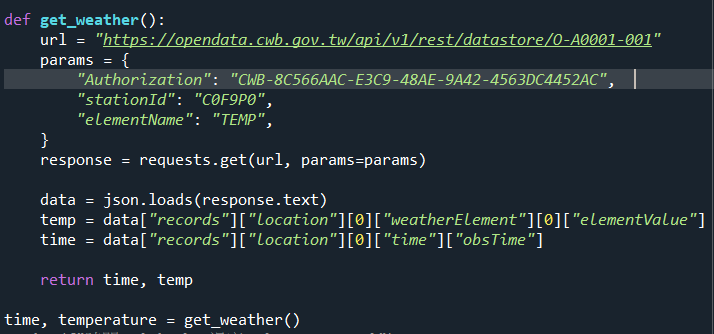 def get_weather():
    url = "https://opendata.cwb.gov.tw/api/v1/rest/datastore/O-A0001-001"
    params = {
        "Authorization": "CWB-8C566AAC-E3C9-48AE-9A42-4563DC4452AC",
        "stationId": "C0F9P0",
        "elementName": "TEMP",
    }
    response = requests.get(url, params=params)
    data = json.loads(response.text)
    temp = data["records"]["location"][0]["weatherElement"][0]["elementValue"]
    time = data["records"]["location"][0]["time"]["obsTime"]
    return time, temp
time, temperature = get_weather()